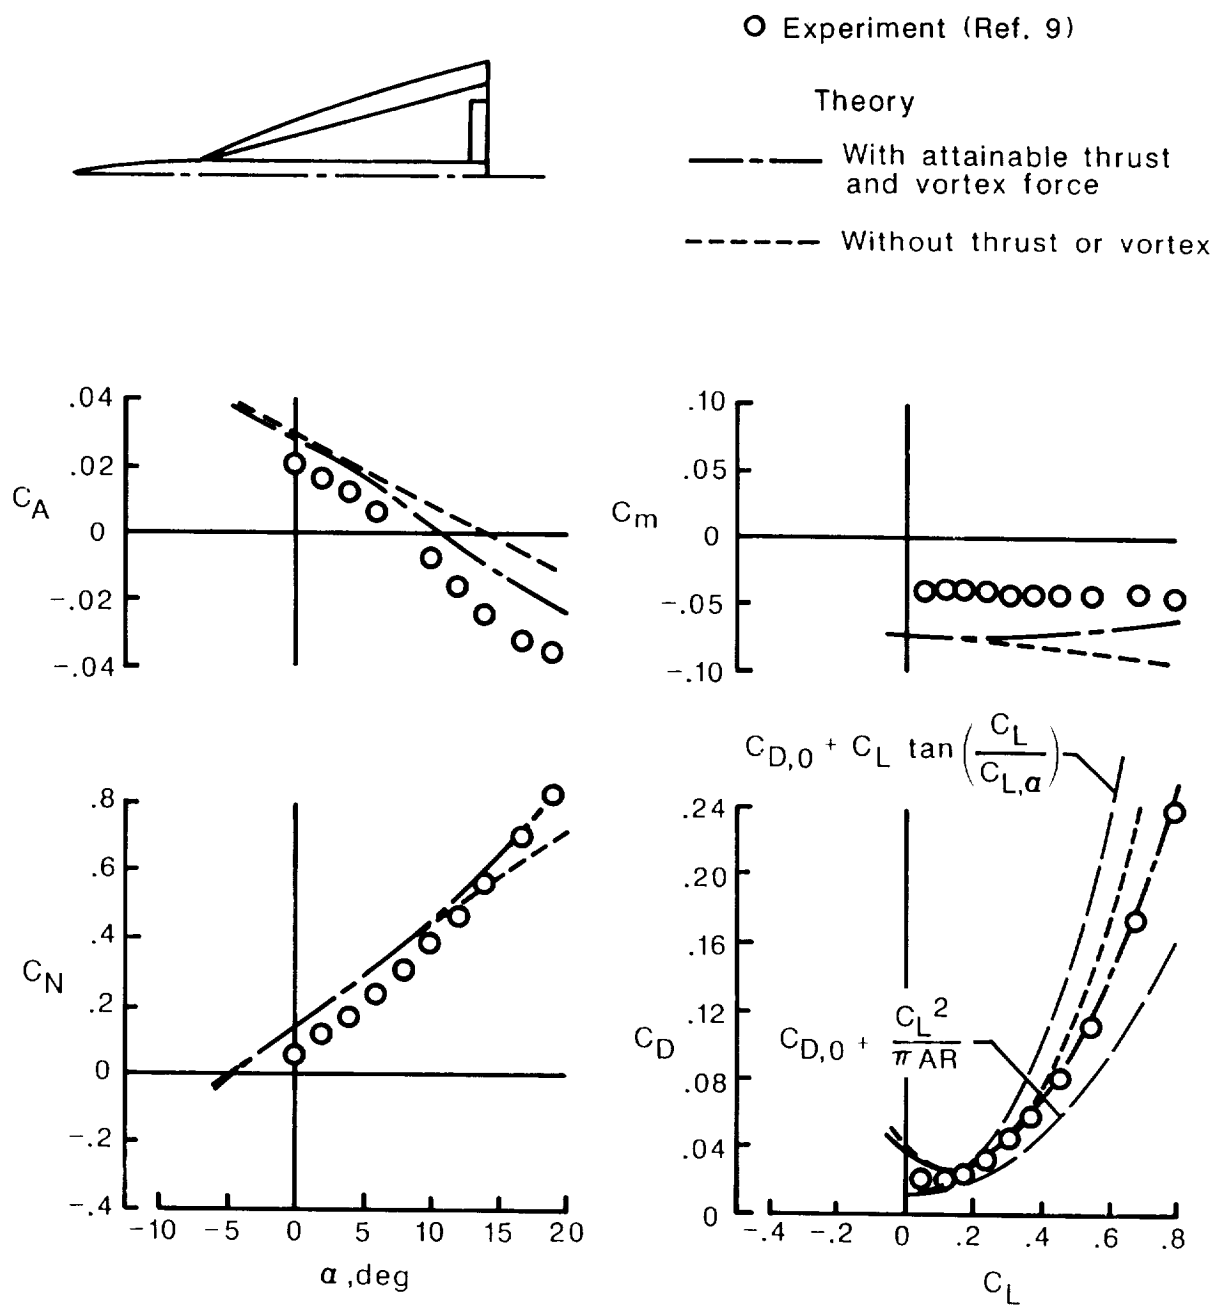 Experiment (Ref. 9)
Theory
With attainable thrust
and vortex force
Without thrust or vortex
.04
.02
0
-.02
-.04
C_A
.10
.05
0
-.05
-.10
C_m
.8
.6
.4
.2
0
-.2
-.4
C_N
-10 -5 0 5 10 15 20
α, deg
C_D,0 + C_L tan (C_L / C_L,α)
.24
.20
.16
.12
.08
.04
0
C_D
C_D,0 + C_L² / π AR
-.4 -.2 0 .2 .4 .6 .8
C_L